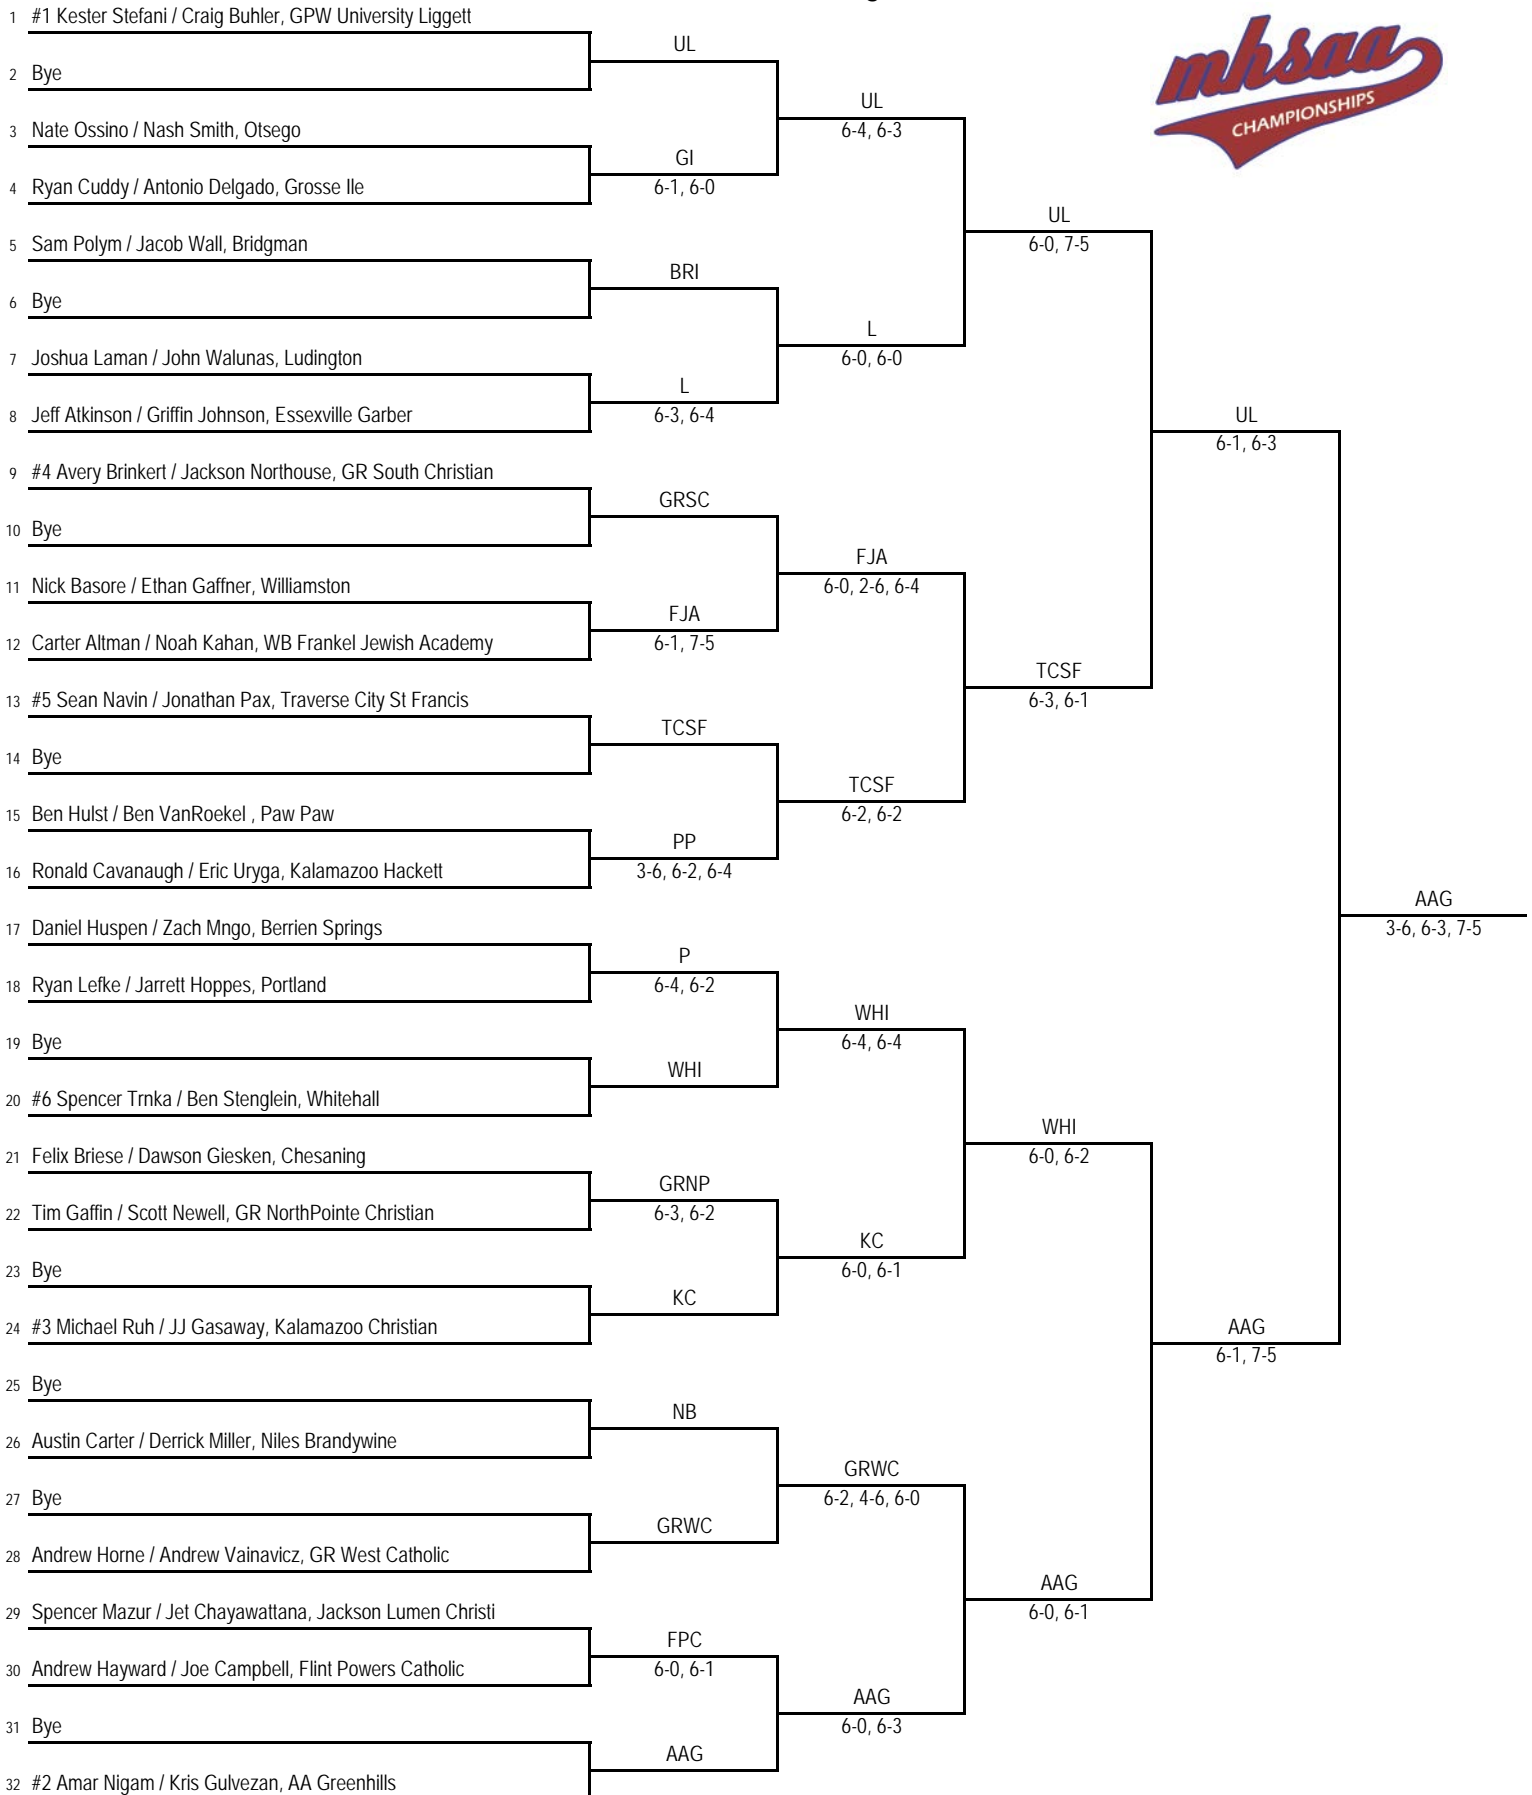 1 #1 Kester Stefani / Craig Buhler, GPW University Liggett
2 Bye
3 Nate Ossino / Nash Smith, Otsego
4 Ryan Cuddy / Antonio Delgado, Grosse Ile
5 Sam Polym / Jacob Wall, Bridgman
6 Bye
7 Joshua Laman / John Walunas, Ludington
8 Jeff Atkinson / Griffin Johnson, Essexville Garber
9 #4 Avery Brinkert / Jackson Northouse, GR South Christian
10 Bye
11 Nick Basore / Ethan Gaffner, Williamston
12 Carter Altman / Noah Kahan, WB Frankel Jewish Academy
13 #5 Sean Navin / Jonathan Pax, Traverse City St Francis
14 Bye
15 Ben Hulst / Ben VanRoekel , Paw Paw
16 Ronald Cavanaugh / Eric Uryga, Kalamazoo Hackett
17 Daniel Huspen / Zach Mngo, Berrien Springs
18 Ryan Lefke / Jarrett Hoppes, Portland
19 Bye
20 #6 Spencer Trnka / Ben Stenglein, Whitehall
21 Felix Briese / Dawson Giesken, Chesaning
22 Tim Gaffin / Scott Newell, GR NorthPointe Christian
23 Bye
24 #3 Michael Ruh / JJ Gasaway, Kalamazoo Christian
25 Bye
26 Austin Carter / Derrick Miller, Niles Brandywine
27 Bye
28 Andrew Horne / Andrew Vainavicz, GR West Catholic
29 Spencer Mazur / Jet Chayawattana, Jackson Lumen Christi
30 Andrew Hayward / Joe Campbell, Flint Powers Catholic
31 Bye
32 #2 Amar Nigam / Kris Gulvezan, AA Greenhills
UL
GI
6-1, 6-0
BRI
L
6-3, 6-4
GRSC
FJA
6-1, 7-5
TCSF
PP
3-6, 6-2, 6-4
P
6-4, 6-2
WHI
GRNP
6-3, 6-2
KC
NB
GRWC
FPC
6-0, 6-1
AAG
UL
6-4, 6-3
L
6-0, 6-0
FJA
6-0, 2-6, 6-4
TCSF
6-2, 6-2
WHI
6-4, 6-4
KC
6-0, 6-1
GRWC
6-2, 4-6, 6-0
AAG
6-0, 6-3
UL
6-0, 7-5
TCSF
6-3, 6-1
WHI
6-0, 6-2
AAG
6-0, 6-1
UL
6-1, 6-3
AAG
6-1, 7-5
AAG
3-6, 6-3, 7-5
mhsaa
CHAMPIONSHIPS